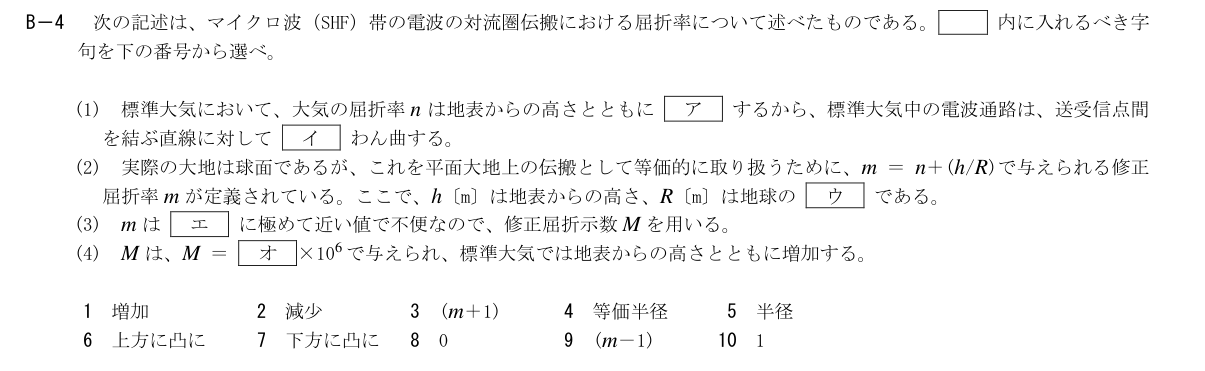 B－4　次の記述は、マイクロ波（SHF）帯の電波の対流圏伝搬における屈折率について述べたものである。　　　内に入れるべき字
句を下の番号から選べ。
(1)　標準大気において、大気の屈折率 n は地表からの高さとともに　ア　するから、標準大気中の電波通路は、送受信点間
を結ぶ直線に対して　イ　わん曲する。
(2)　実際の大地は球面であるが、これを平面大地上の伝搬として等価的に取り扱うために、m = n+(h/R)で与えられる修正
屈折率 m が定義されている。ここで、h〔m〕は地表からの高さ、R〔m〕は地球の　ウ　である。
(3)　m は　エ　に極めて近い値で不便なので、修正屈折示数 M を用いる。
(4)　M は、M =　オ　×10⁶ で与えられ、標準大気では地表からの高さとともに増加する。
1　増加　2　減少　3　(m＋1)　4　等価半径　5　半径
6　上方に凸に　7　下方に凸に　8　0　9　(m－1)　10　1